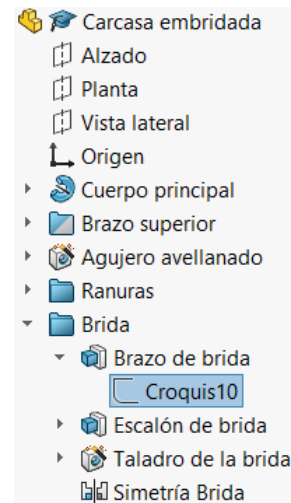 Carcasa embridada
Alzado
Planta
Vista lateral
Origen
Cuerpo principal
Brazo superior
Agujero avellanado
Ranuras
Brida
Brazo de brida
Croquis10
Escalón de brida
Taladro de la brida
Simetría Brida